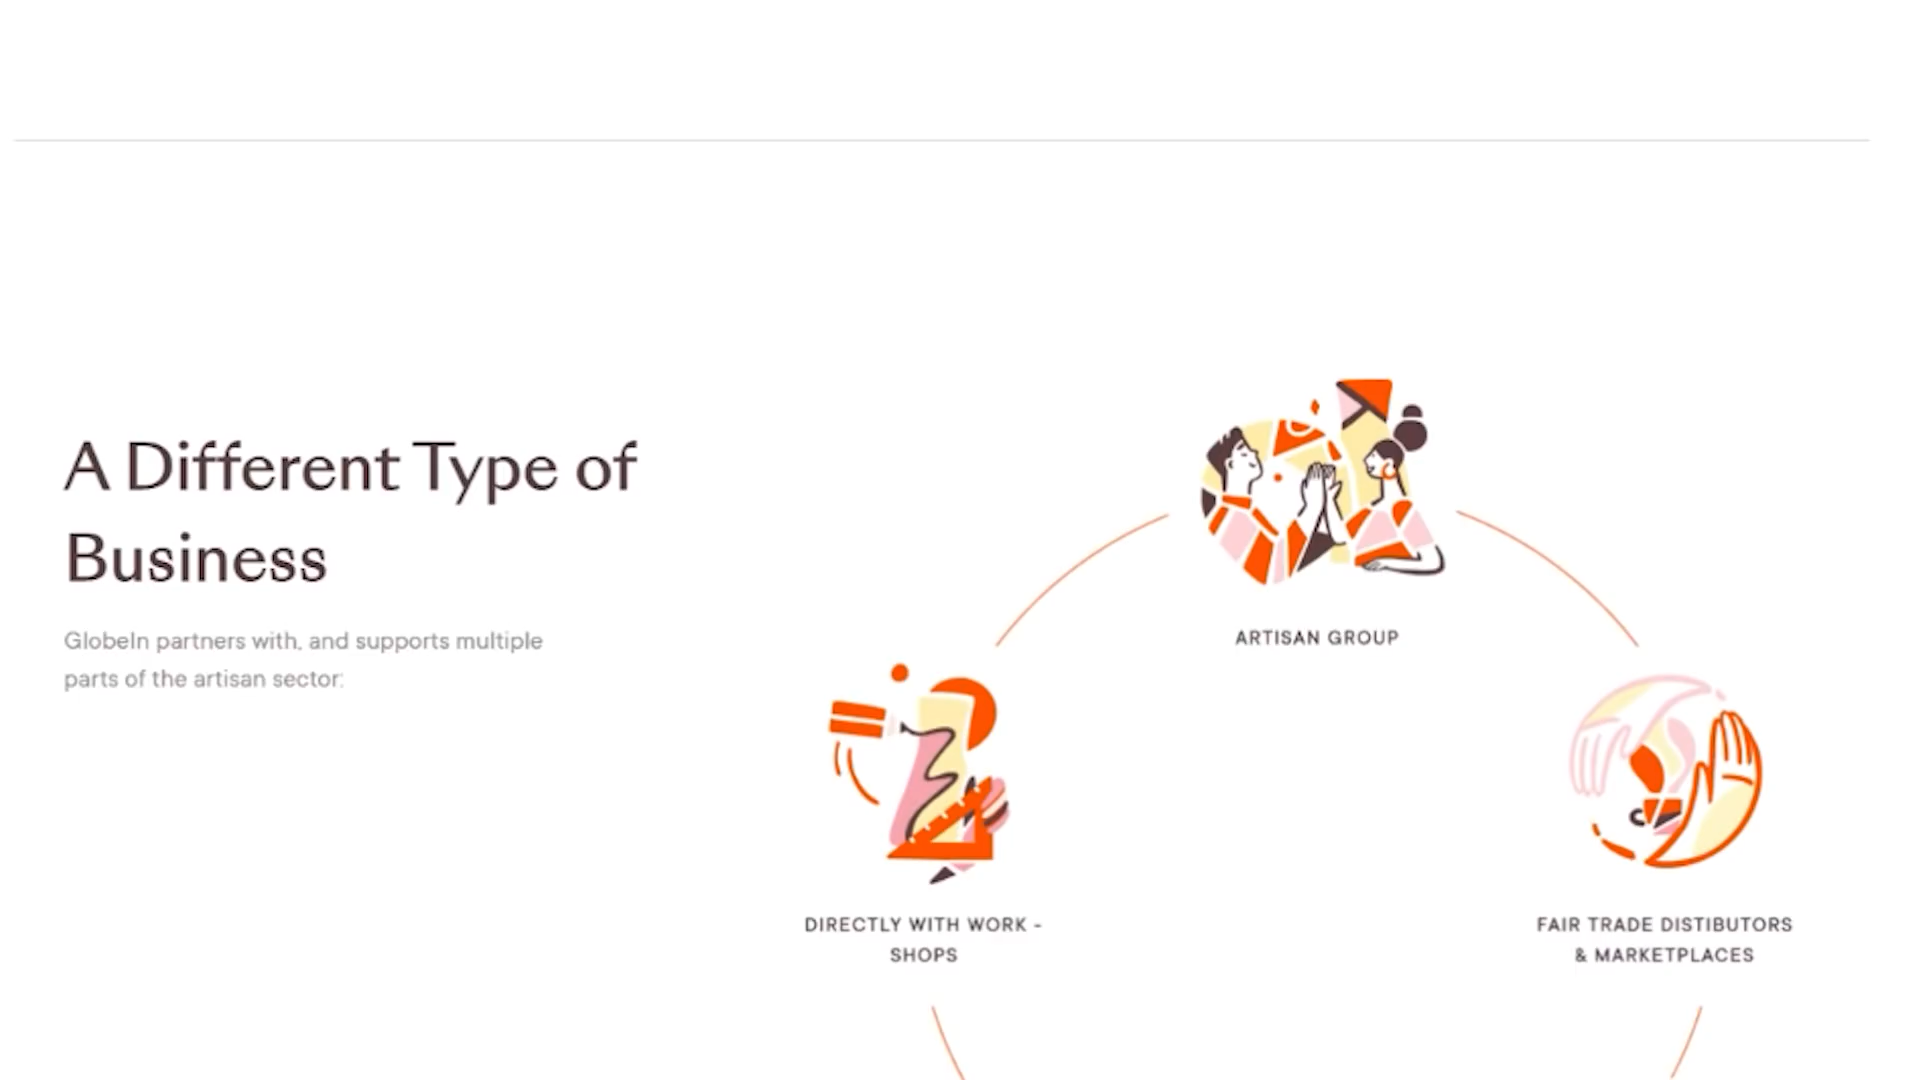 A Different Type of
Business
GlobeIn partners with, and supports multiple
parts of the artisan sector:
ARTISAN GROUP
DIRECTLY WITH WORK -
SHOPS
FAIR TRADE DISTIBUTORS
& MARKETPLACES